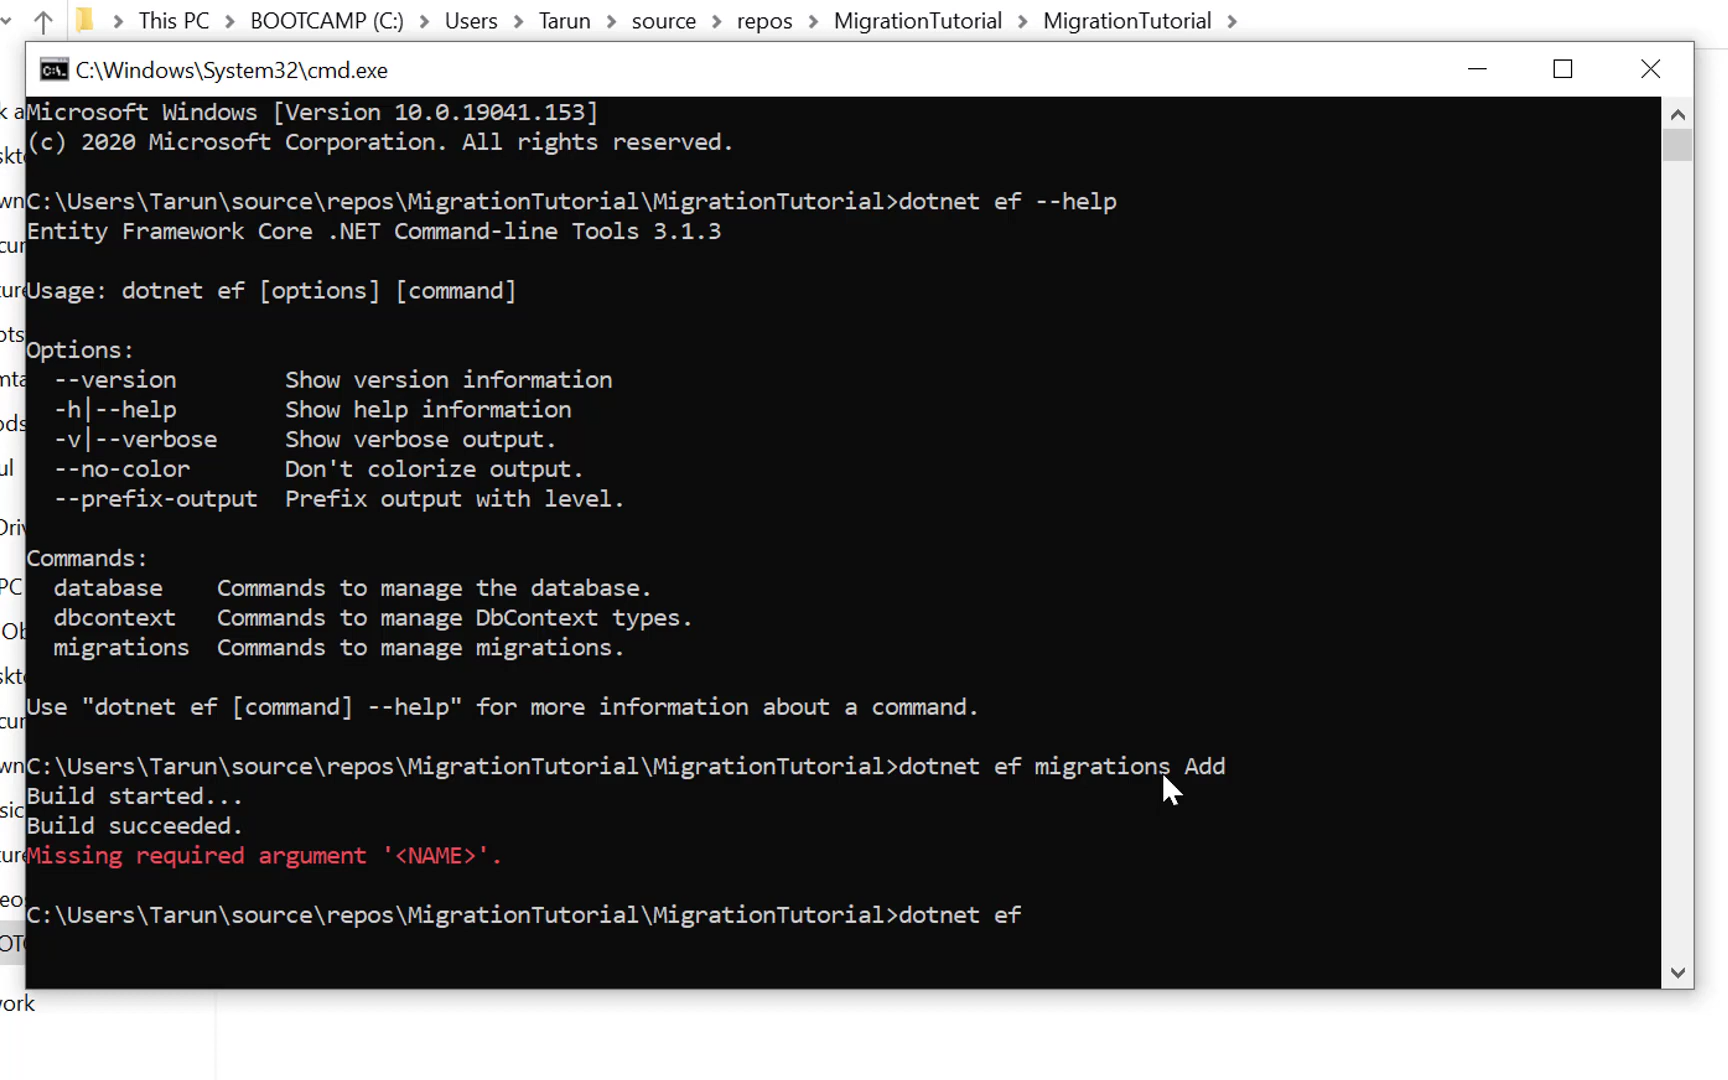 This PC > BOOTCAMP (C:) > Users > Tarun > source > repos > MigrationTutorial > MigrationTutorial >
C:\Windows\System32\cmd.exe
Microsoft Windows [Version 10.0.19041.153]
(c) 2020 Microsoft Corporation. All rights reserved.
C:\Users\Tarun\source\repos\MigrationTutorial\MigrationTutorial>dotnet ef --help
Entity Framework Core .NET Command-line Tools 3.1.3
Usage: dotnet ef [options] [command]
Options:
--version Show version information
-h|--help Show help information
-v|--verbose Show verbose output.
--no-color Don't colorize output.
--prefix-output Prefix output with level.
Commands:
database Commands to manage the database.
dbcontext Commands to manage DbContext types.
migrations Commands to manage migrations.
Use "dotnet ef [command] --help" for more information about a command.
C:\Users\Tarun\source\repos\MigrationTutorial\MigrationTutorial>dotnet ef migrations Add
Build started...
Build succeeded.
Missing required argument '<NAME>'.
C:\Users\Tarun\source\repos\MigrationTutorial\MigrationTutorial>dotnet ef